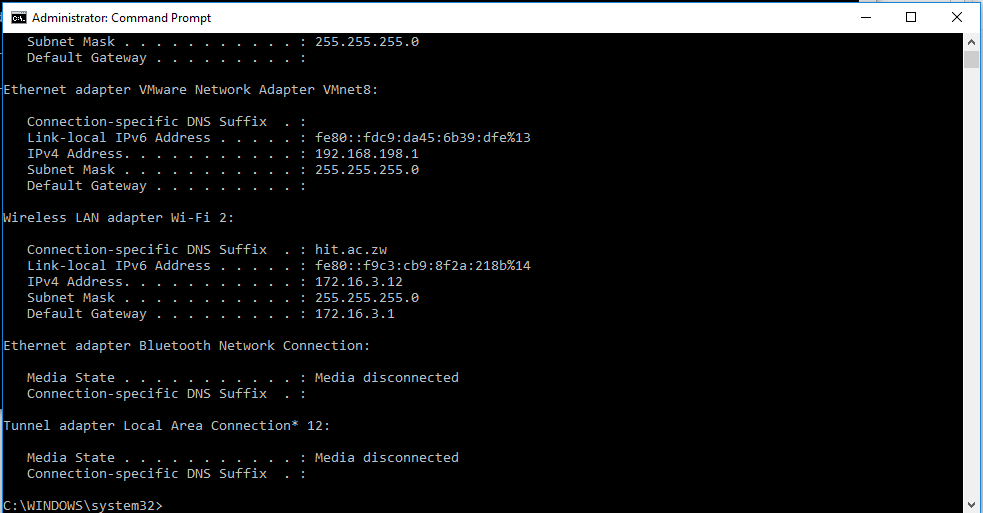 Administrator: Command Prompt
Subnet Mask . . . . . . . . . . . : 255.255.255.0
Default Gateway . . . . . . . . . :
Ethernet adapter VMware Network Adapter VMnet8:
Connection-specific DNS Suffix  . :
Link-local IPv6 Address . . . . . : fe80::fdc9:da45:6b39:dfe%13
IPv4 Address. . . . . . . . . . . : 192.168.198.1
Subnet Mask . . . . . . . . . . . : 255.255.255.0
Default Gateway . . . . . . . . . :
Wireless LAN adapter Wi-Fi 2:
Connection-specific DNS Suffix  . : hit.ac.zw
Link-local IPv6 Address . . . . . : fe80::f9c3:cb9:8f2a:218b%14
IPv4 Address. . . . . . . . . . . : 172.16.3.12
Subnet Mask . . . . . . . . . . . : 255.255.255.0
Default Gateway . . . . . . . . . : 172.16.3.1
Ethernet adapter Bluetooth Network Connection:
Media State . . . . . . . . . . . : Media disconnected
Connection-specific DNS Suffix  . :
Tunnel adapter Local Area Connection* 12:
Media State . . . . . . . . . . . : Media disconnected
Connection-specific DNS Suffix  . :
C:\WINDOWS\system32>